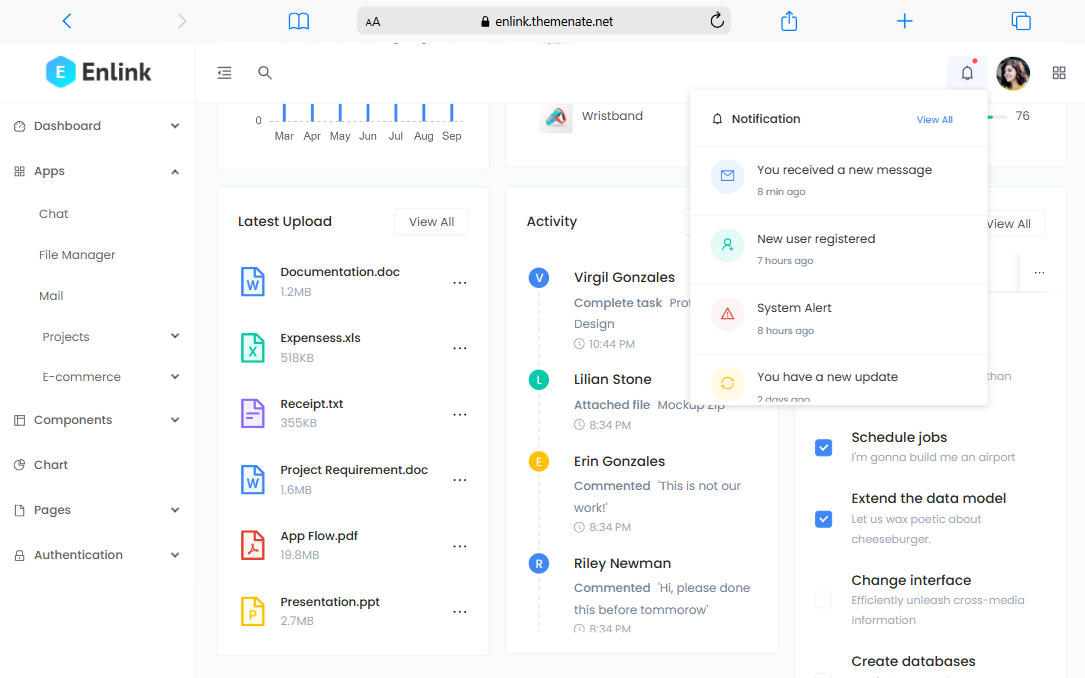 AA
enlink.themenate.net
E Enlink
Dashboard
Apps
Chat
File Manager
Mail
Projects
E-commerce
Components
Chart
Pages
Authentication
0
Mar Apr May Jun Jul Aug Sep
Wristband
76
Latest Upload
View All
Documentation.doc
1.2MB
Expensess.xls
518KB
Receipt.txt
355KB
Project Requirement.doc
1.6MB
App Flow.pdf
19.8MB
Presentation.ppt
2.7MB
Activity
V
Virgil Gonzales
Complete task
Design
10:44 PM
L
Lilian Stone
Attached file Mockup Zip
8:34 PM
E
Erin Gonzales
Commented 'This is not our
work!'
8:34 PM
R
Riley Newman
Commented 'Hi, please done
this before tommorow'
8:34 PM
Notification
View All
You received a new message
8 min ago
New user registered
7 hours ago
System Alert
8 hours ago
You have a new update
2 days ago
View All
than
Schedule jobs
I'm gonna build me an airport
Extend the data model
Let us wax poetic about
cheeseburger.
Change interface
Efficiently unleash cross-media
information
Create databases